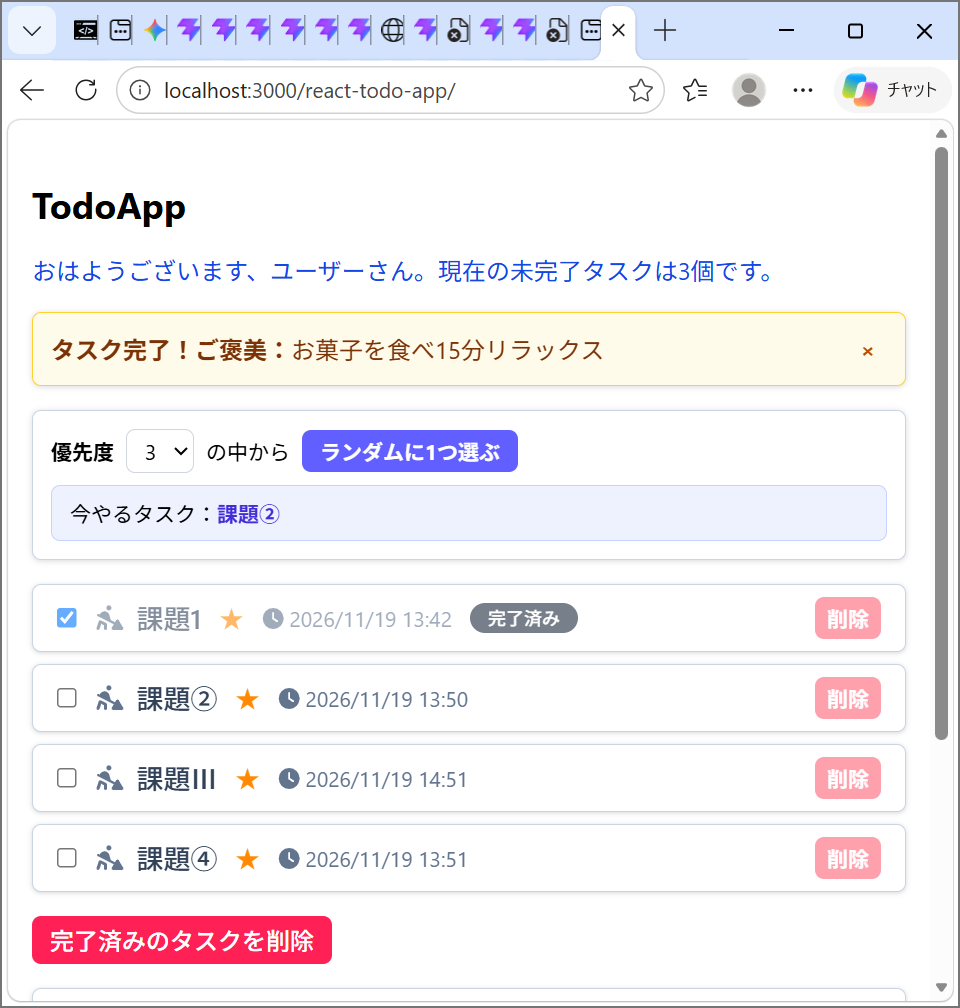 localhost:3000/react-todo-app/
チャット
TodoApp
おはようございます、ユーザーさん。現在の未完了タスクは3個です。
タスク完了！ご褒美：お菓子を食べ15分リラックス ×
優先度 3 の中から ランダムに1つ選ぶ
今やるタスク：課題②
課題1 ★ 2026/11/19 13:42 完了済み 削除
課題② ★ 2026/11/19 13:50 削除
課題III ★ 2026/11/19 14:51 削除
課題④ ★ 2026/11/19 13:51 削除
完了済みのタスクを削除